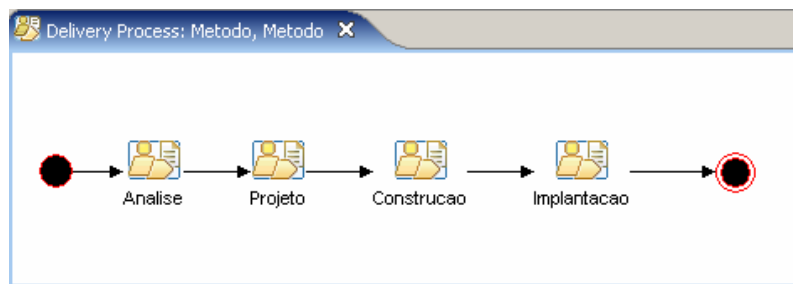 Delivery Process: Metodo, Metodo
Analise
Projeto
Construcao
Implantacao